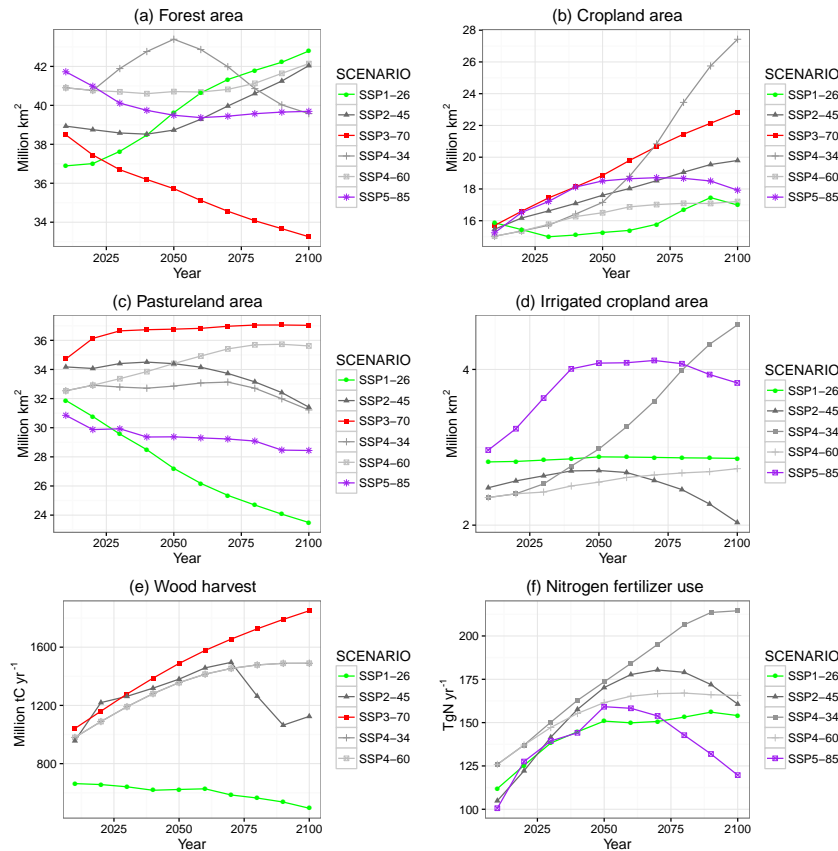 (a) Forest area
Million km²
42
40
38
36
34
2025
2050
2075
2100
Year
SCENARIO
SSP1−26
SSP2−45
SSP3−70
SSP4−34
SSP4−60
SSP5−85
(b) Cropland area
Million km²
28
26
24
22
20
18
16
2025
2050
2075
2100
Year
SCENARIO
SSP1−26
SSP2−45
SSP3−70
SSP4−34
SSP4−60
SSP5−85
(c) Pastureland area
Million km²
36
34
32
30
28
26
24
2025
2050
2075
2100
Year
SCENARIO
SSP1−26
SSP2−45
SSP3−70
SSP4−34
SSP4−60
SSP5−85
(d) Irrigated cropland area
Million km²
4
2
2025
2050
2075
2100
Year
SCENARIO
SSP1−26
SSP2−45
SSP4−34
SSP4−60
SSP5−85
(e) Wood harvest
Million tC yr⁻¹
1600
1200
800
2025
2050
2075
2100
Year
SCENARIO
SSP1−26
SSP2−45
SSP3−70
SSP4−34
SSP4−60
(f) Nitrogen fertilizer use
TgN yr⁻¹
200
175
150
125
100
2025
2050
2075
2100
Year
SCENARIO
SSP1−26
SSP2−45
SSP4−34
SSP4−60
SSP5−85